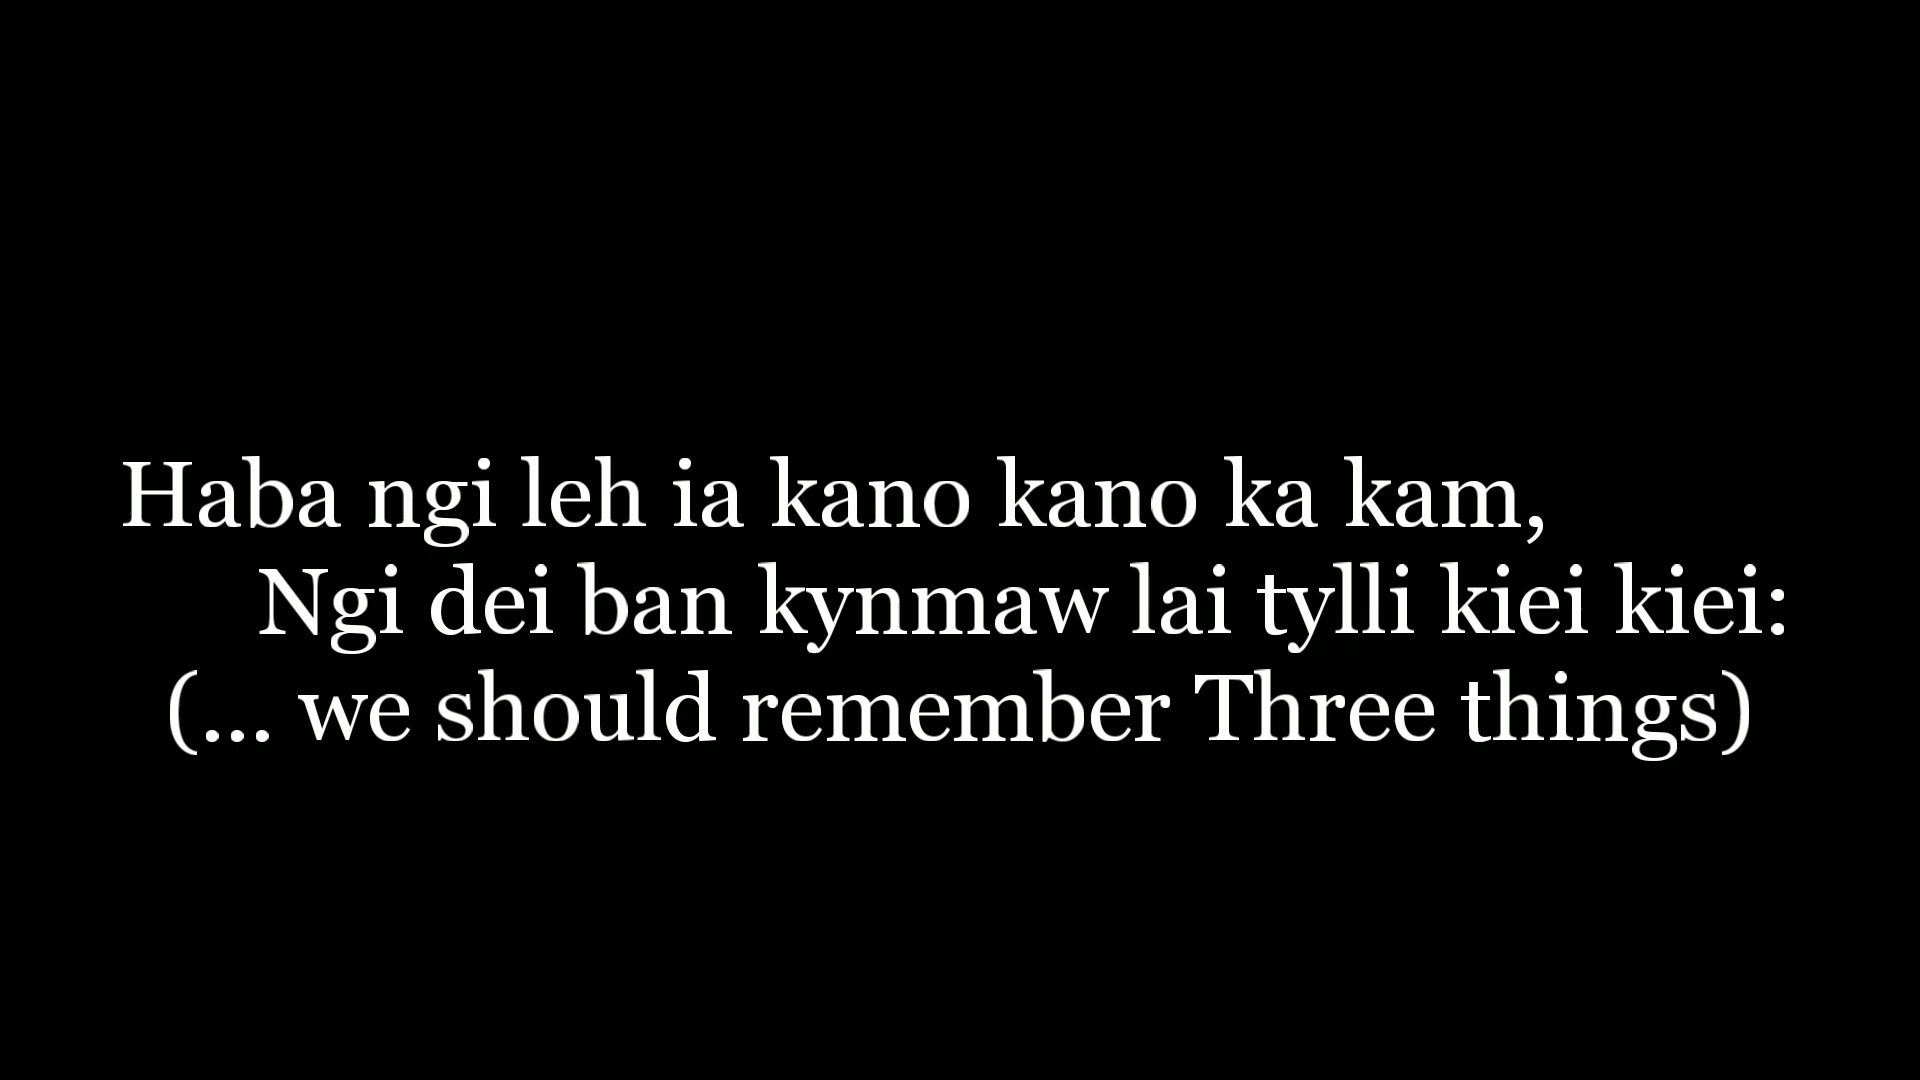 Haba ngi leh ia kano kano ka kam,
Ngi dei ban kynmaw lai tylli kiei kiei:
(... we should remember Three things)